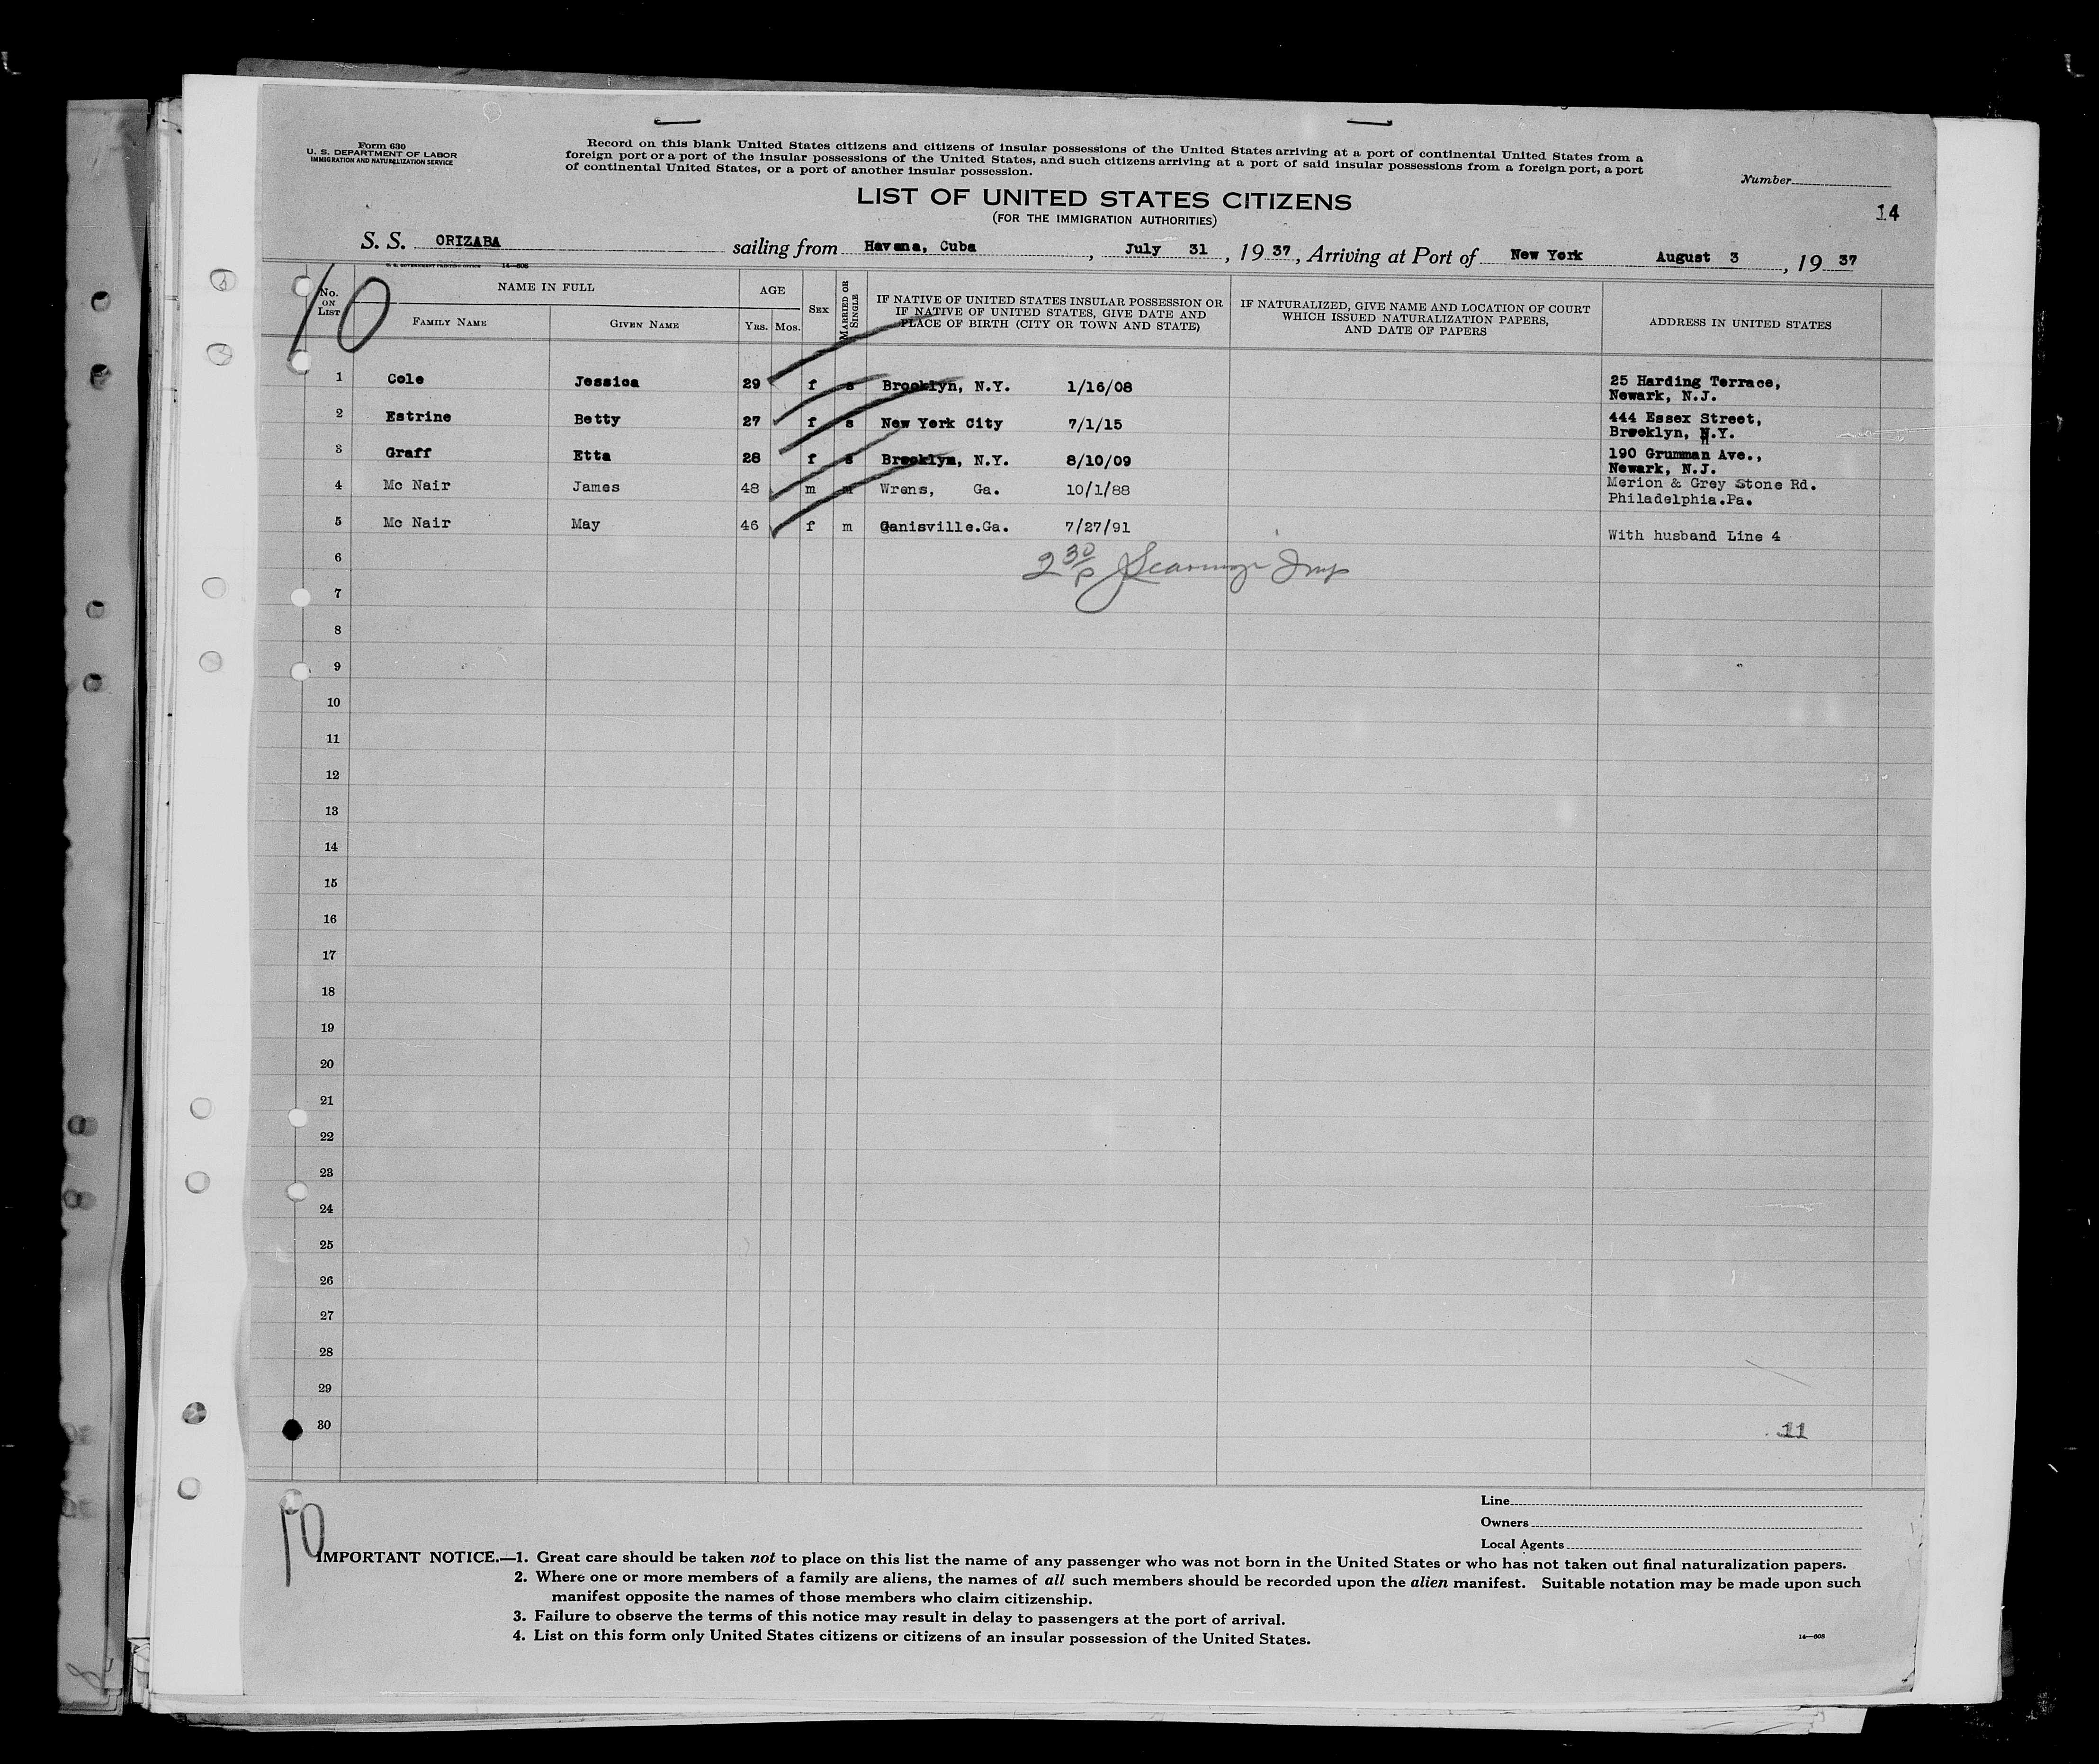 Form 630
U. S. DEPARTMENT OF LABOR
IMMIGRATION AND NATURALIZATION SERVICE
Record on this blank United States citizens and citizens of insular possessions of the United States arriving at a port of continental United States from a
foreign port or a port of the insular possessions of the United States, and such citizens arriving at a port of said insular possessions from a foreign port, a port
of continental United States, or a port of another insular possession.
Number
LIST OF UNITED STATES CITIZENS
(FOR THE IMMIGRATION AUTHORITIES)
14
S. S. ORIZABA sailing from Havana, Cuba, July 31, 1937, Arriving at Port of New York August 3, 1937
U. S. GOVERNMENT PRINTING OFFICE 14—608
10
No. ON LIST
NAME IN FULL
FAMILY NAME
GIVEN NAME
AGE
YRS. MOS.
SEX
MARRIED OR SINGLE
IF NATIVE OF UNITED STATES INSULAR POSSESSION OR
IF NATIVE OF UNITED STATES, GIVE DATE AND
PLACE OF BIRTH (CITY OR TOWN AND STATE)
IF NATURALIZED, GIVE NAME AND LOCATION OF COURT
WHICH ISSUED NATURALIZATION PAPERS,
AND DATE OF PAPERS
ADDRESS IN UNITED STATES
1 Cole Jessica 29 f s Brooklyn, N.Y. 1/16/08 25 Harding Terrace,
Newark, N.J.
2 Estrine Betty 27 f s New York City 7/1/15 444 Essex Street,
Brooklyn, N.Y.
3 Graff Etta 28 f s Brooklyn, N.Y. 8/10/09 190 Grumman Ave.,
Newark, N.J.
4 Mc Nair James 48 m m Wrens, Ga. 10/1/88 Merion & Grey Stone Rd.
Philadelphia.Pa.
5 Mc Nair May 46 f m Ganisville.Ga. 7/27/91 With husband Line 4
6
2 30/P
7
8
9
10
11
12
13
14
15
16
17
18
19
20
21
22
23
24
25
26
27
28
29
30
11
Line
Owners
Local Agents
10
IMPORTANT NOTICE.—1. Great care should be taken not to place on this list the name of any passenger who was not born in the United States or who has not taken out final naturalization papers.
2. Where one or more members of a family are aliens, the names of all such members should be recorded upon the alien manifest. Suitable notation may be made upon such
manifest opposite the names of those members who claim citizenship.
3. Failure to observe the terms of this notice may result in delay to passengers at the port of arrival.
4. List on this form only United States citizens or citizens of an insular possession of the United States.
14—608